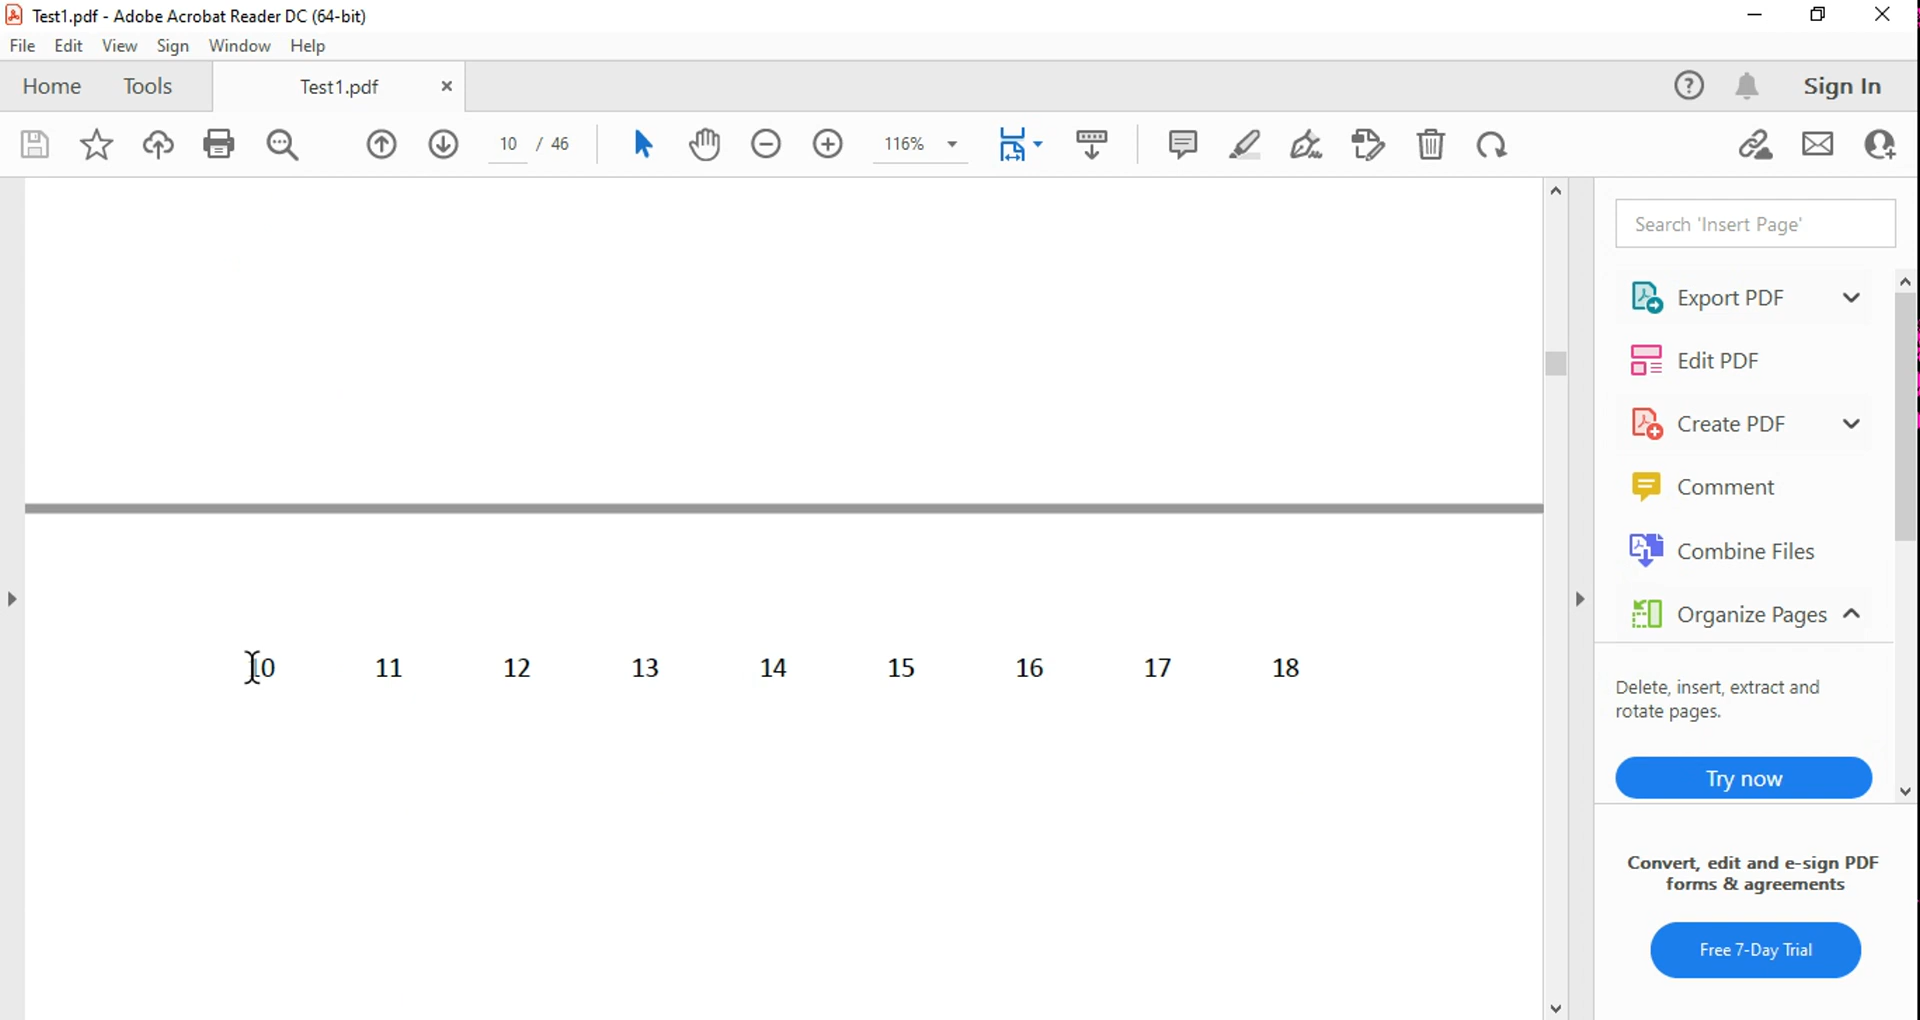 Test1.pdf - Adobe Acrobat Reader DC (64-bit)
File Edit View Sign Window Help
Home Tools Test1.pdf × ? Sign In
10 / 46 116%
Search 'Insert Page'
Export PDF
Edit PDF
Create PDF
Comment
Combine Files
Organize Pages
10 11 12 13 14 15 16 17 18
Delete, insert, extract and
rotate pages.
Try now
Convert, edit and e-sign PDF
forms & agreements
Free 7-Day Trial